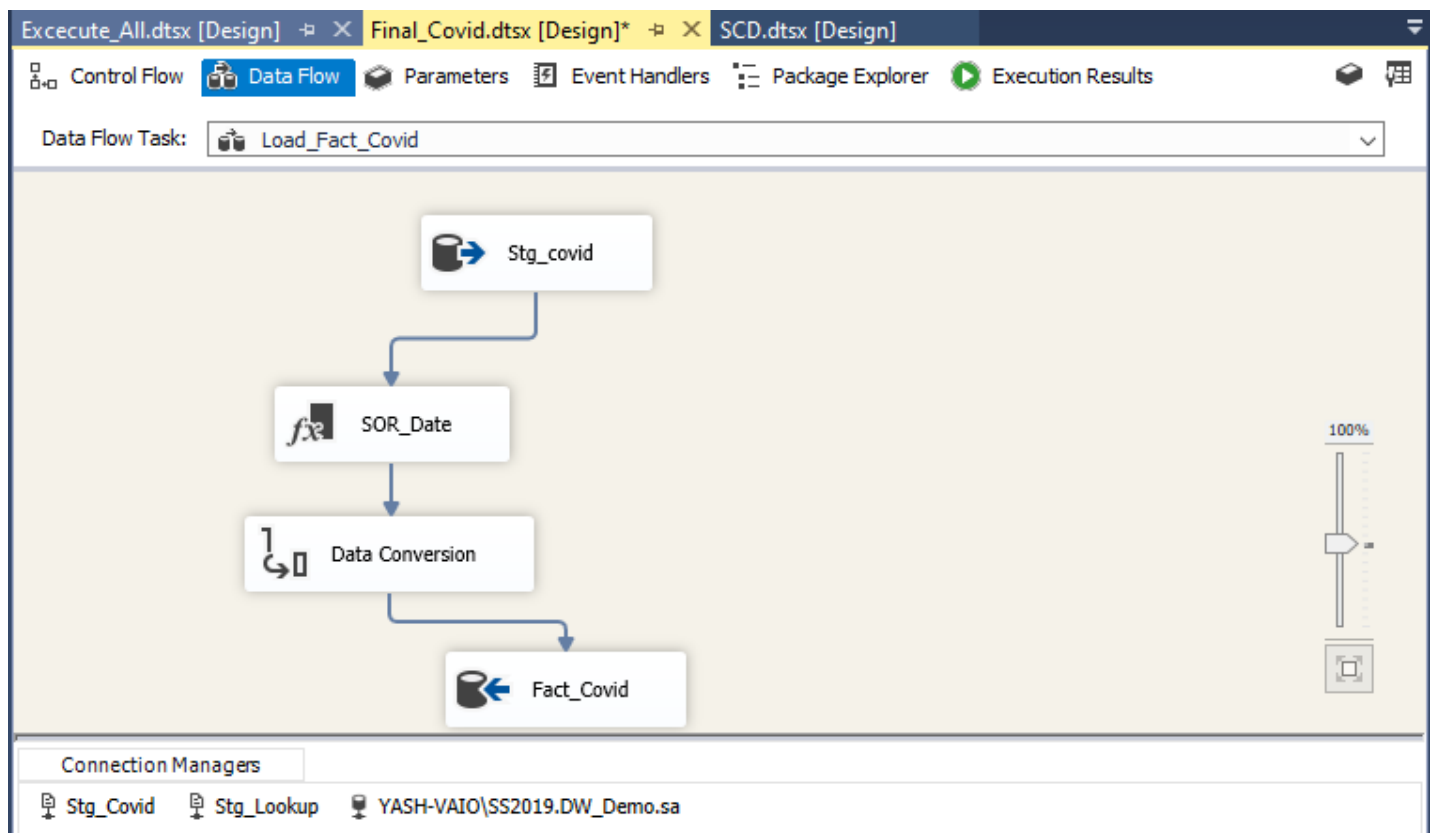 Excecute_All.dtsx [Design] Final_Covid.dtsx [Design]* SCD.dtsx [Design]
Control Flow Data Flow Parameters Event Handlers Package Explorer Execution Results
Data Flow Task: Load_Fact_Covid
Stg_covid
SOR_Date
100%
Data Conversion
Fact_Covid
Connection Managers
Stg_Covid Stg_Lookup YASH-VAIO\SS2019.DW_Demo.sa